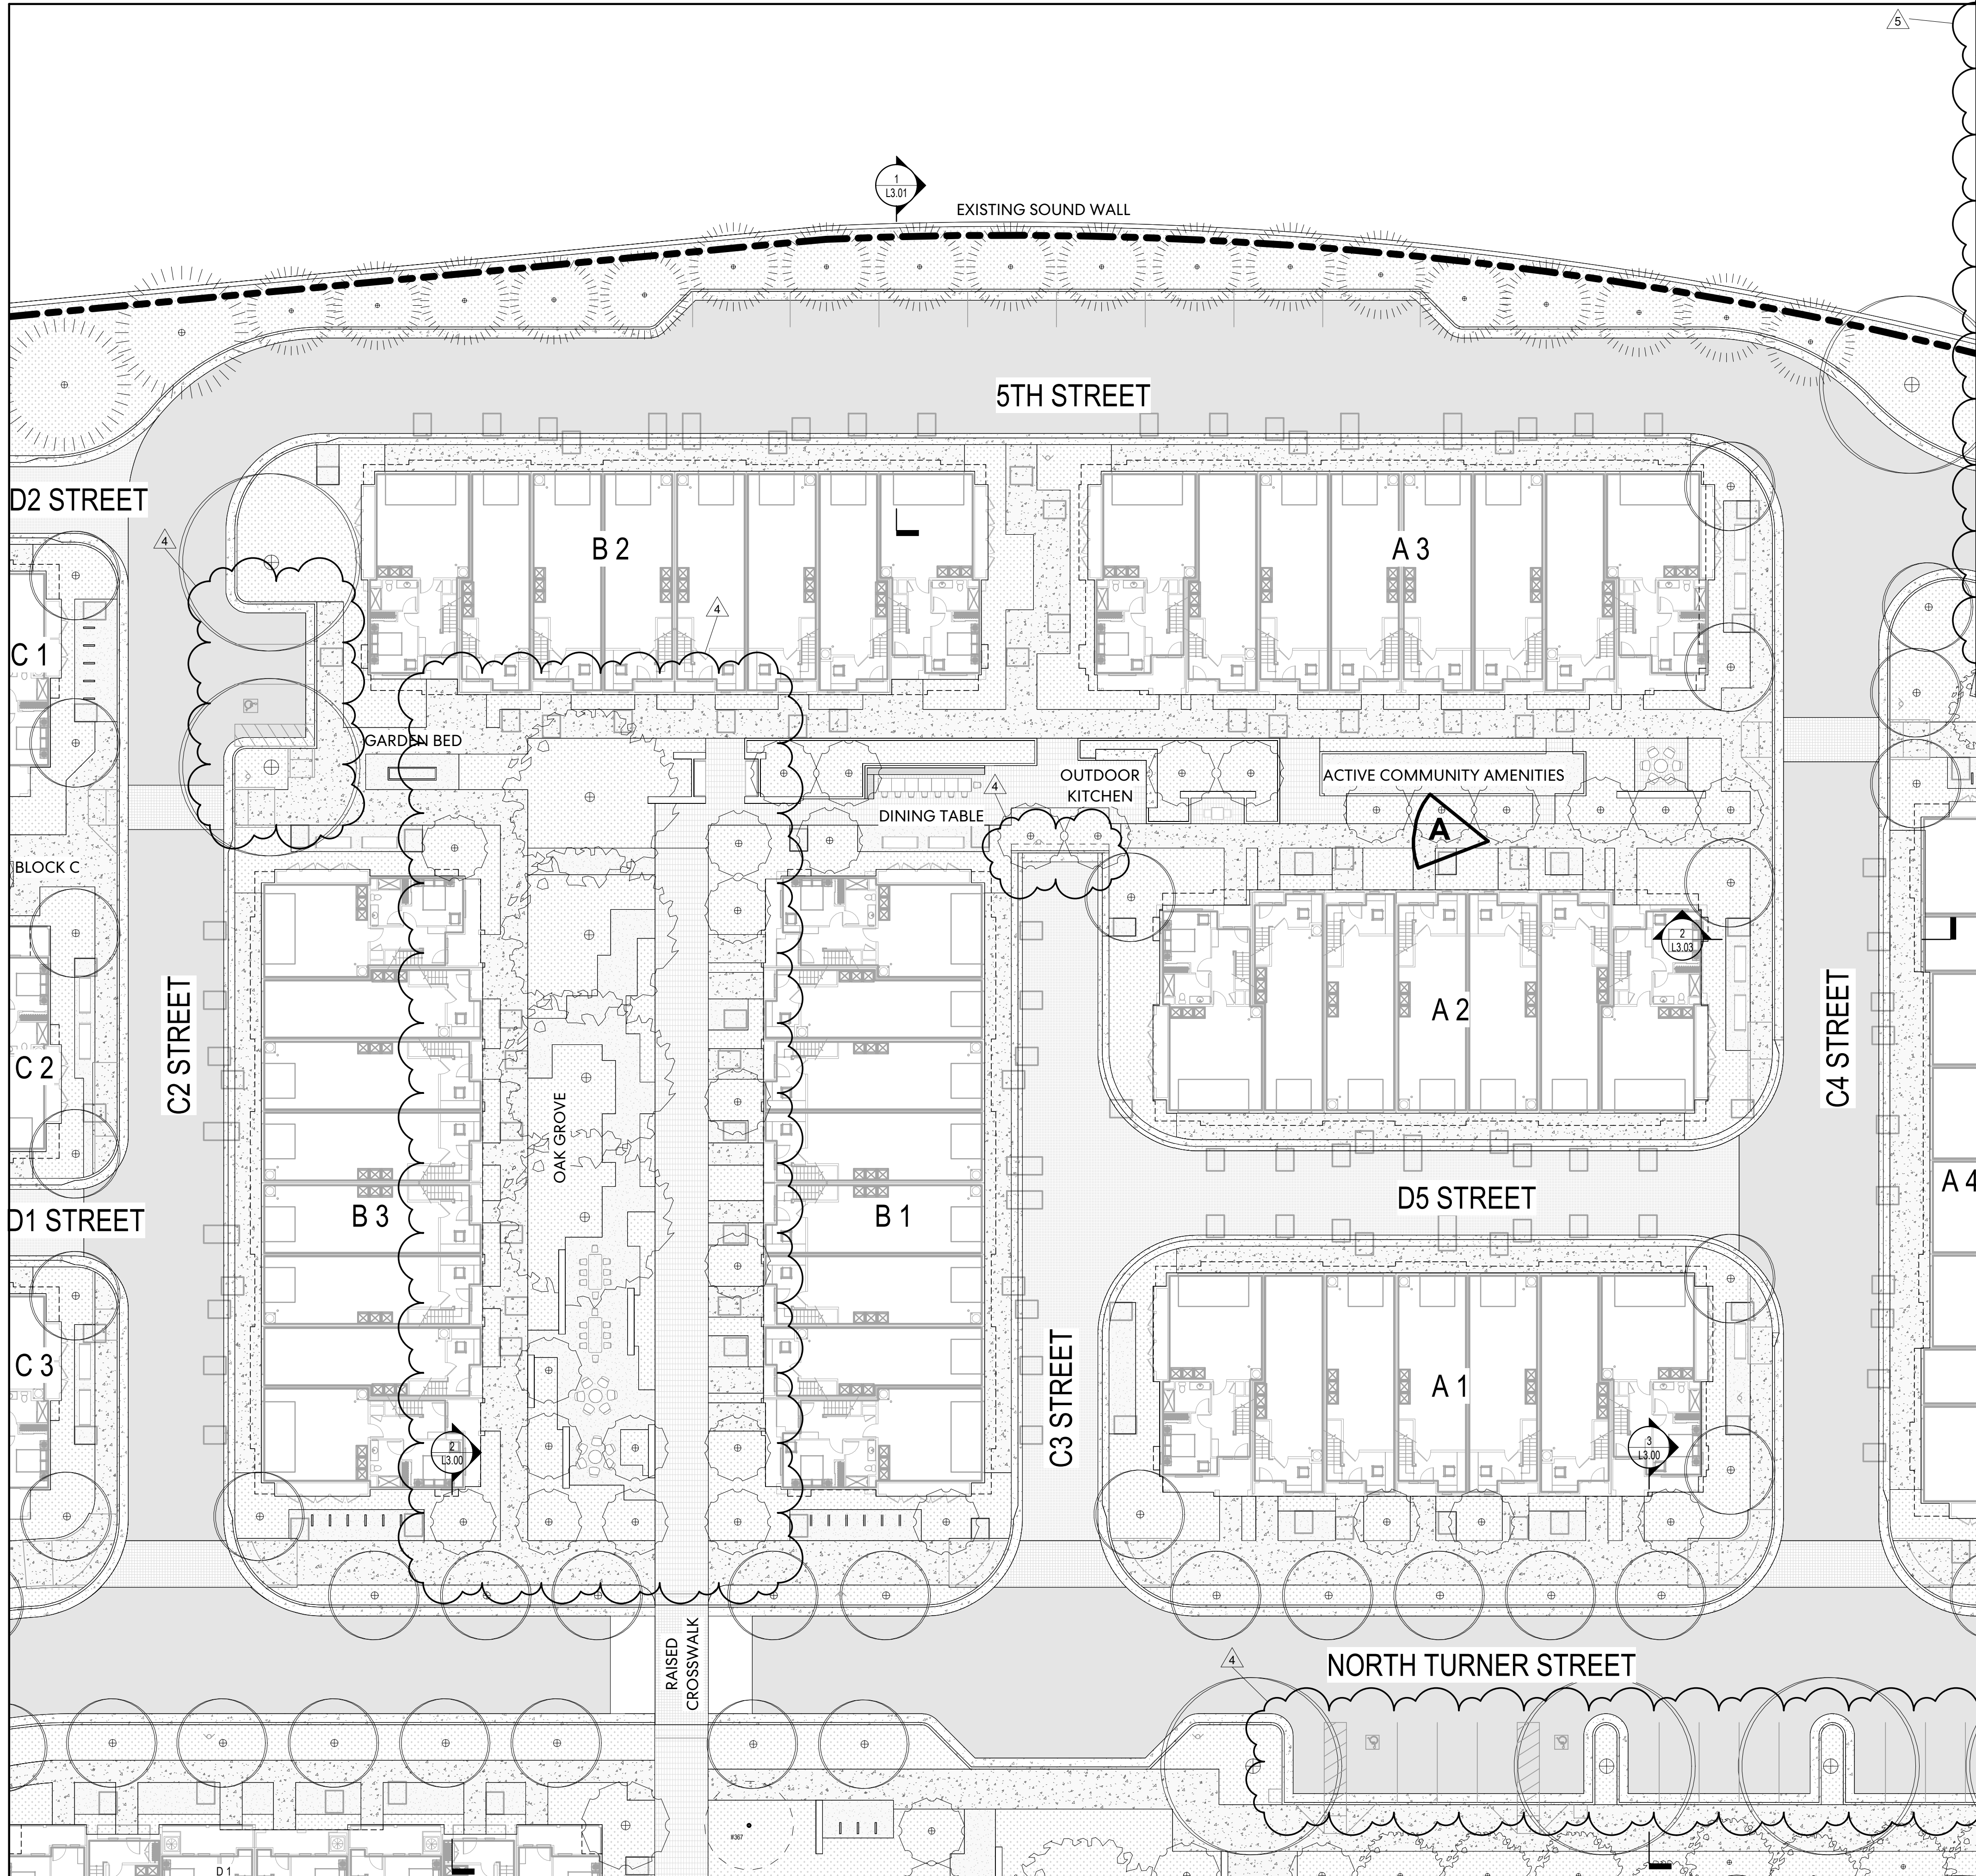 5
1
L3.01
EXISTING SOUND WALL
5TH STREET
D2 STREET
4
B 2
A 3
4
C 1
GARDEN BED
4
OUTDOOR
KITCHEN
ACTIVE COMMUNITY AMENITIES
DINING TABLE
A
BLOCK C
2
L3.03
A 2
C2 STREET
C4 STREET
C 2
OAK GROVE
A 4
D5 STREET
D1 STREET
B 3
B 1
C 3
A 1
C3 STREET
2
L3.00
3
L3.00
RAISED
CROSSWALK
4
NORTH TURNER STREET
#367
D 1